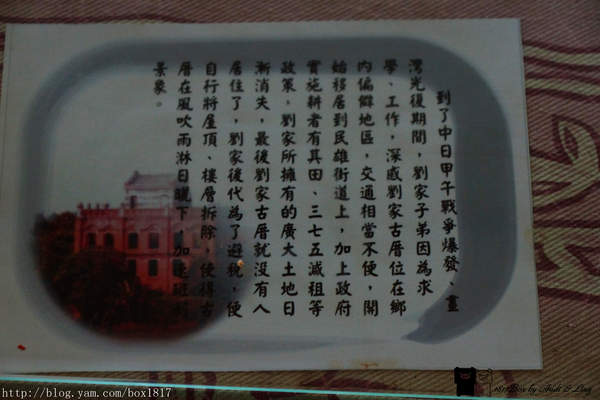 到了中日甲午戰爭爆發、臺
灣光復期間,劉家子弟因為求
學、工作,深感劉家古厝位在鄉
內偏僻地區,交通相當不便,開
始移居到民雄街道上,加上政府
實施耕者有其田、三七五減租等
政策。劉家所擁有的廣大土地日
漸消失,最後劉家古厝就沒有人
居住了,劉家後代為了避稅,便
自行將屋頂、樓層拆除,使得古
厝在風吹雨淋日曬下,加速
景象。
http://blog.yam.com/box1817
1817Box by Andi & Ling